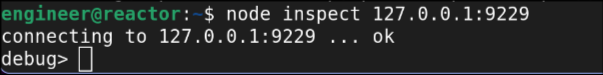 engineer@reactor:~$ node inspect 127.0.0.1:9229
connecting to 127.0.0.1:9229 ... ok
debug>